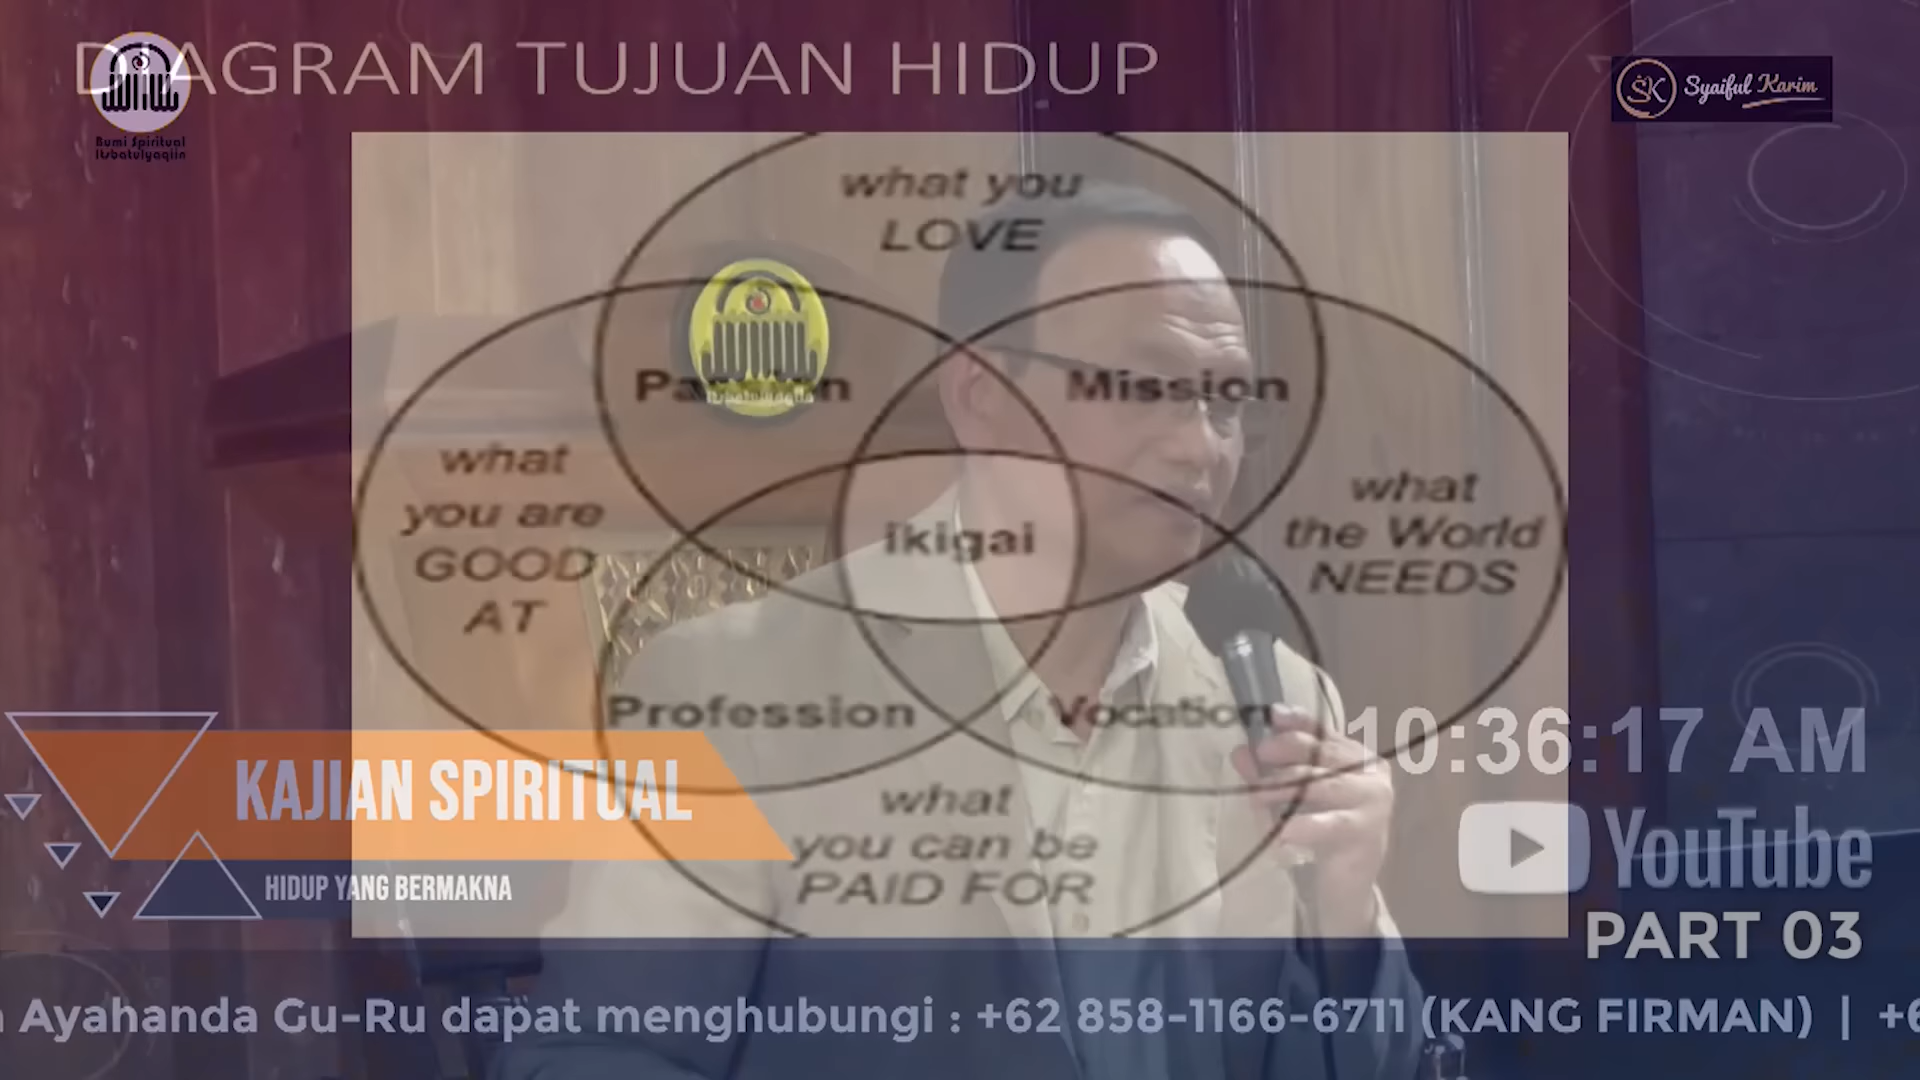 DIAGRAM TUJUAN HIDUP
Bumi Spiritual
Itsbatulyaqiin
SK Syaiful Karim
what you
LOVE
Mission
what
you are
GOOD
AT
what
the World
NEEDS
ikigai
Profession
Vocation
what
you can be
PAID FOR
KAJIAN SPIRITUAL
HIDUP YANG BERMAKNA
10:36:17 AM
YouTube
PART 03
Ayahanda Gu-Ru dapat menghubungi : +62 858-1166-6711 (KANG FIRMAN) |